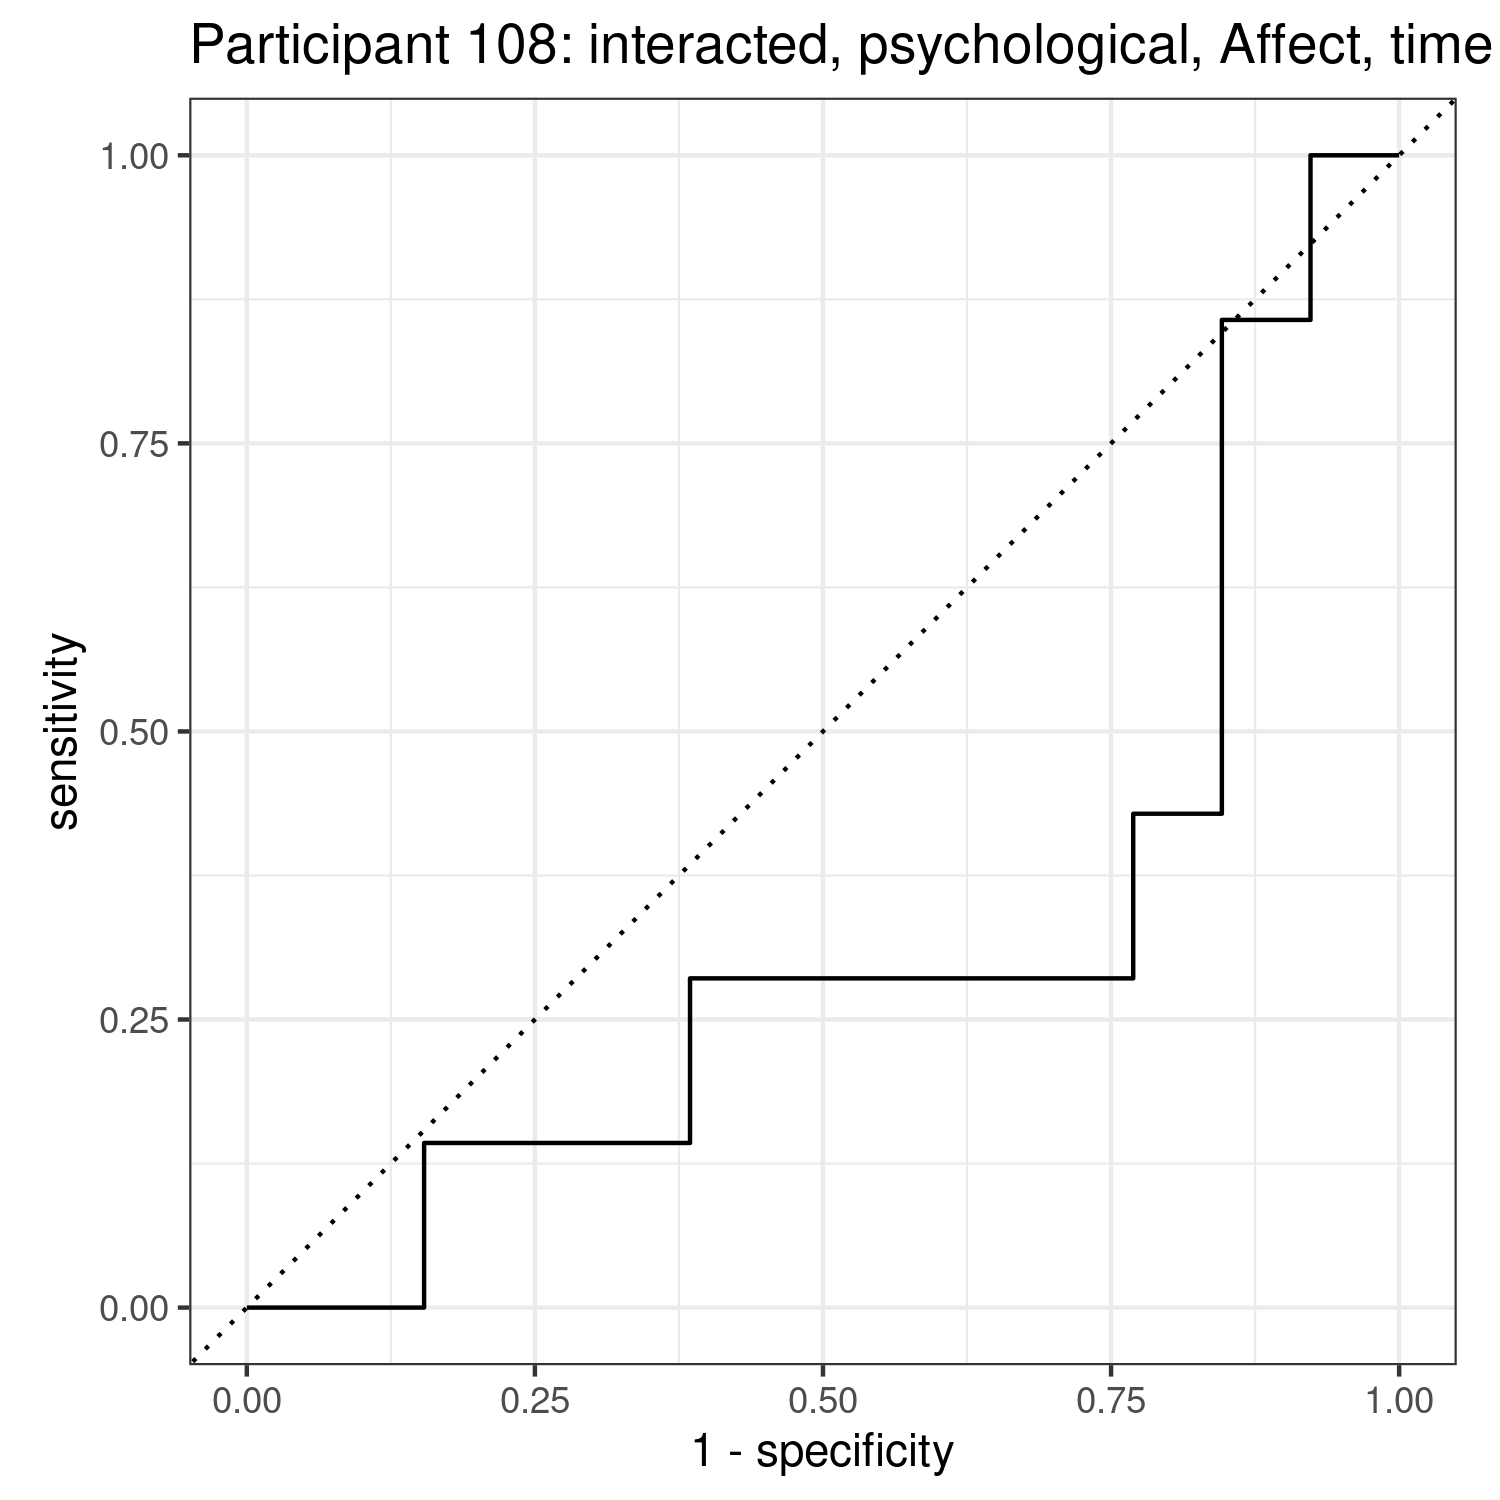 Participant 108: interacted, psychological, Affect, time
1.00
0.75
0.50
0.25
0.00
sensitivity
0.00 0.25 0.50 0.75 1.00
1 - specificity